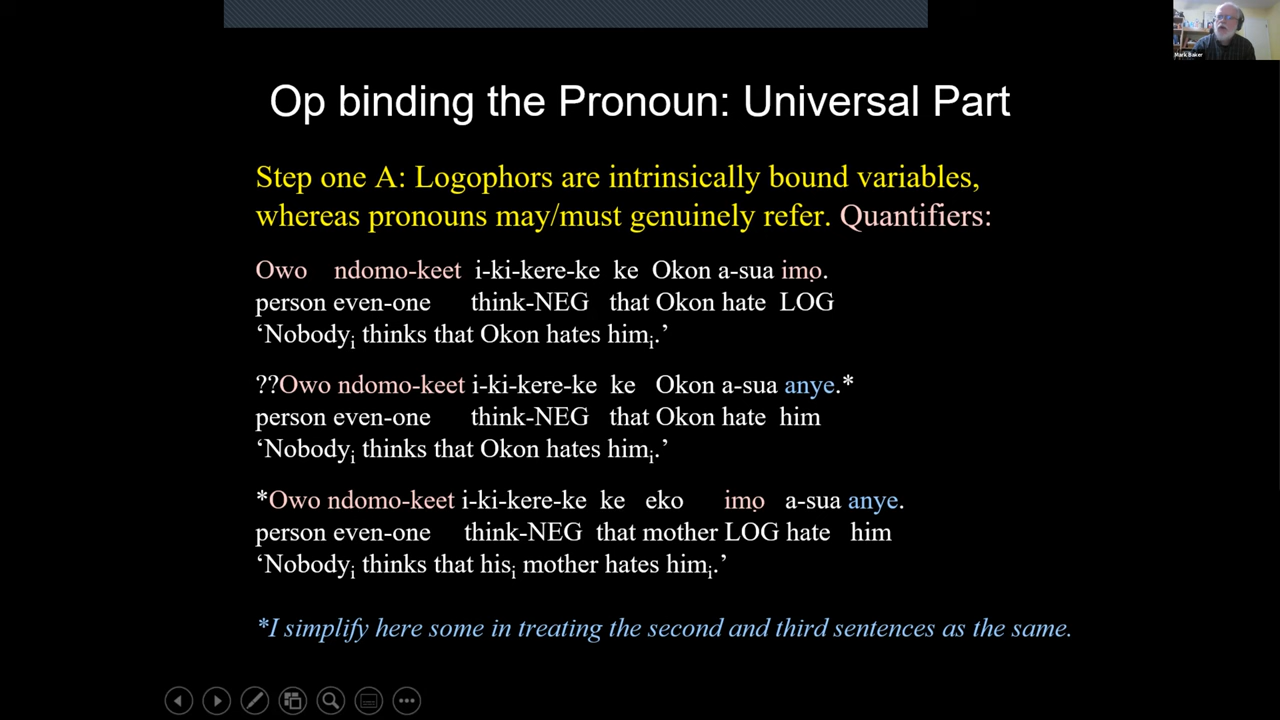 Mark Baker
Op binding the Pronoun: Universal Part
Step one A: Logophors are intrinsically bound variables,
whereas pronouns may/must genuinely refer. Quantifiers:
Owo ndomo-keet i-ki-kere-ke ke Okon a-sua imọ.
person even-one think-NEG that Okon hate LOG
‘Nobodyi thinks that Okon hates himi.’
??Owo ndomo-keet i-ki-kere-ke ke Okon a-sua anye.*
person even-one think-NEG that Okon hate him
‘Nobodyi thinks that Okon hates himi.’
*Owo ndomo-keet i-ki-kere-ke ke eko imọ a-sua anye.
person even-one think-NEG that mother LOG hate him
‘Nobodyi thinks that hisi mother hates himi.’
*I simplify here some in treating the second and third sentences as the same.